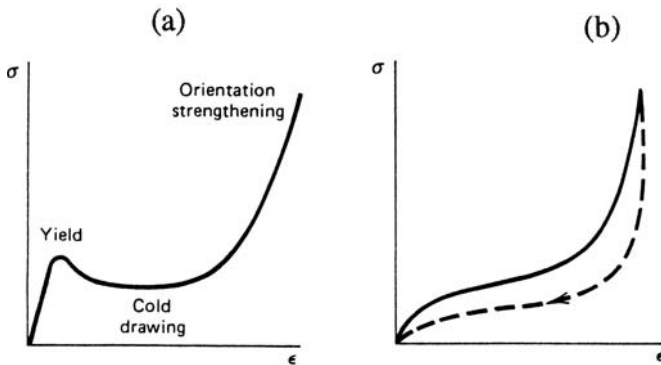 (a)
σ
Orientation
strengthening
Yield
Cold
drawing
ϵ
(b)
σ
ϵ